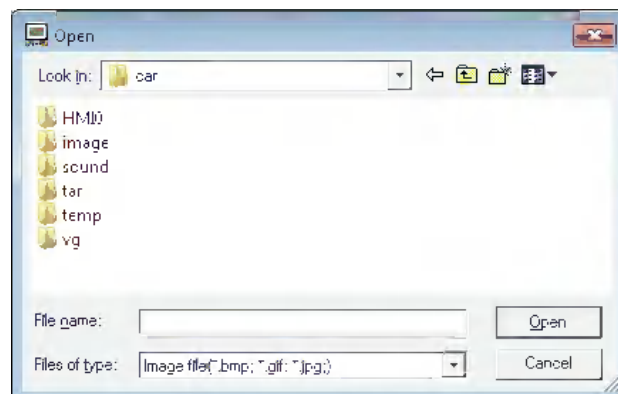 Open
Look in: car
HMI0
image
sound
tar
temp
vg
File name:
Open
Files of type: Image file(*.bmp; *.gif; *.jpg;)
Cancel